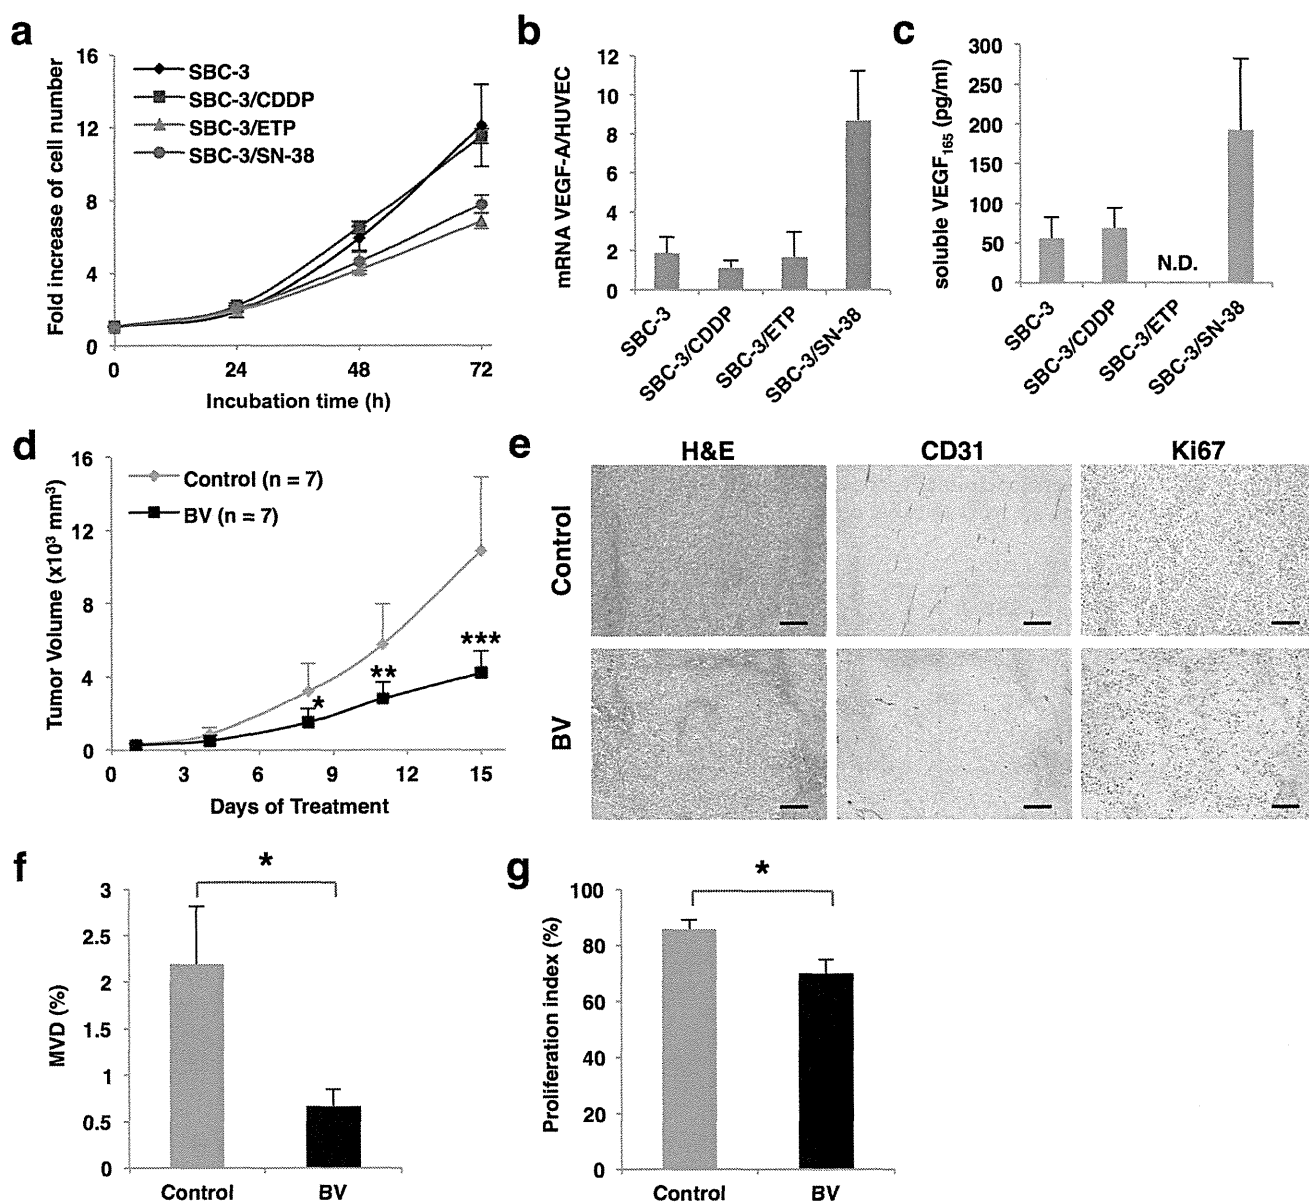 a
16
12
8
4
0
Fold increase of cell number
SBC-3
SBC-3/CDDP
SBC-3/ETP
SBC-3/SN-38
0 24 48 72
Incubation time (h)
b
12
10
8
6
4
2
0
mRNA VEGF-A/HUVEC
SBC-3
SBC-3/CDDP
SBC-3/ETP
SBC-3/SN-38
c
300
250
200
150
100
50
0
soluble VEGF165 (pg/ml)
N.D.
SBC-3
SBC-3/CDDP
SBC-3/ETP
SBC-3/SN-38
d
16
12
8
4
0
Tumor Volume (x10³ mm³)
Control (n = 7)
BV (n = 7)
*
**
***
0 3 6 9 12 15
Days of Treatment
e
H&E CD31 Ki67
Control
BV
f
3
2.5
2
1.5
1
0.5
0
MVD (%)
*
Control BV
g
100
80
60
40
20
0
Proliferation index (%)
*
Control BV